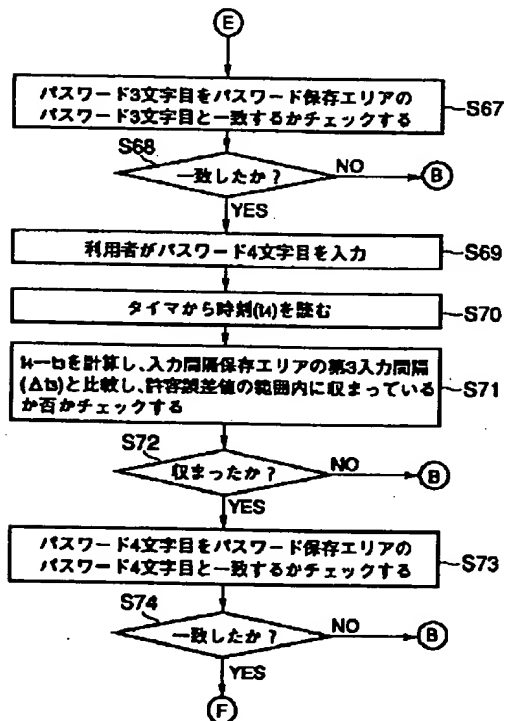 E
パスワード3文字目をパスワード保存エリアの
パスワード3文字目と一致するかチェックする
S67
S68
一致したか？
NO
B
YES
利用者がパスワード4文字目を入力
S69
タイマから時刻(t4)を読む
S70
t4－t3を計算し、入力間隔保存エリアの第3入力間隔
(Δt3)と比較し、許容誤差値の範囲内に収まっている
か否かチェックする
S71
S72
収まったか？
NO
B
YES
パスワード4文字目をパスワード保存エリアの
パスワード4文字目と一致するかチェックする
S73
S74
一致したか？
NO
B
YES
F